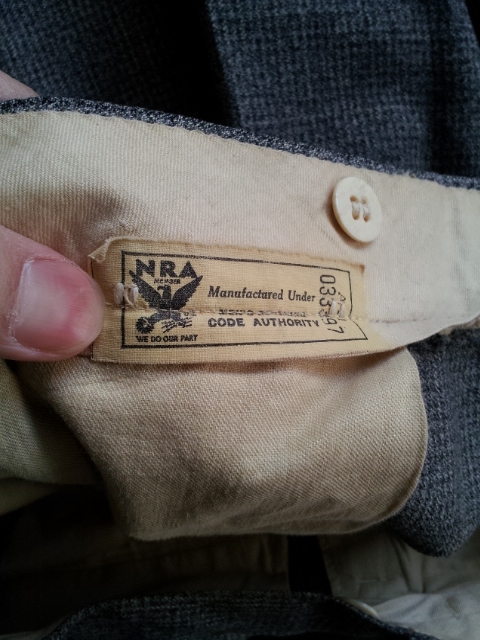 NRA
MEMBER
WE DO OUR PART
Manufactured Under
CODE AUTHORITY